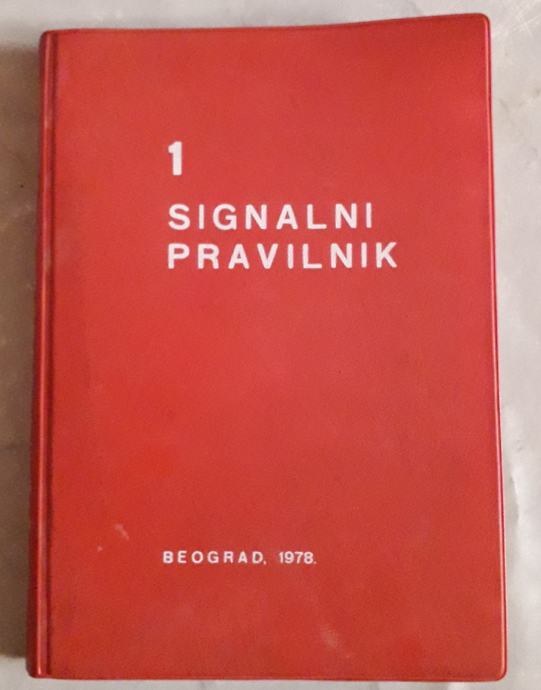 1
SIGNALNI
PRAVILNIK
BEOGRAD, 1978.